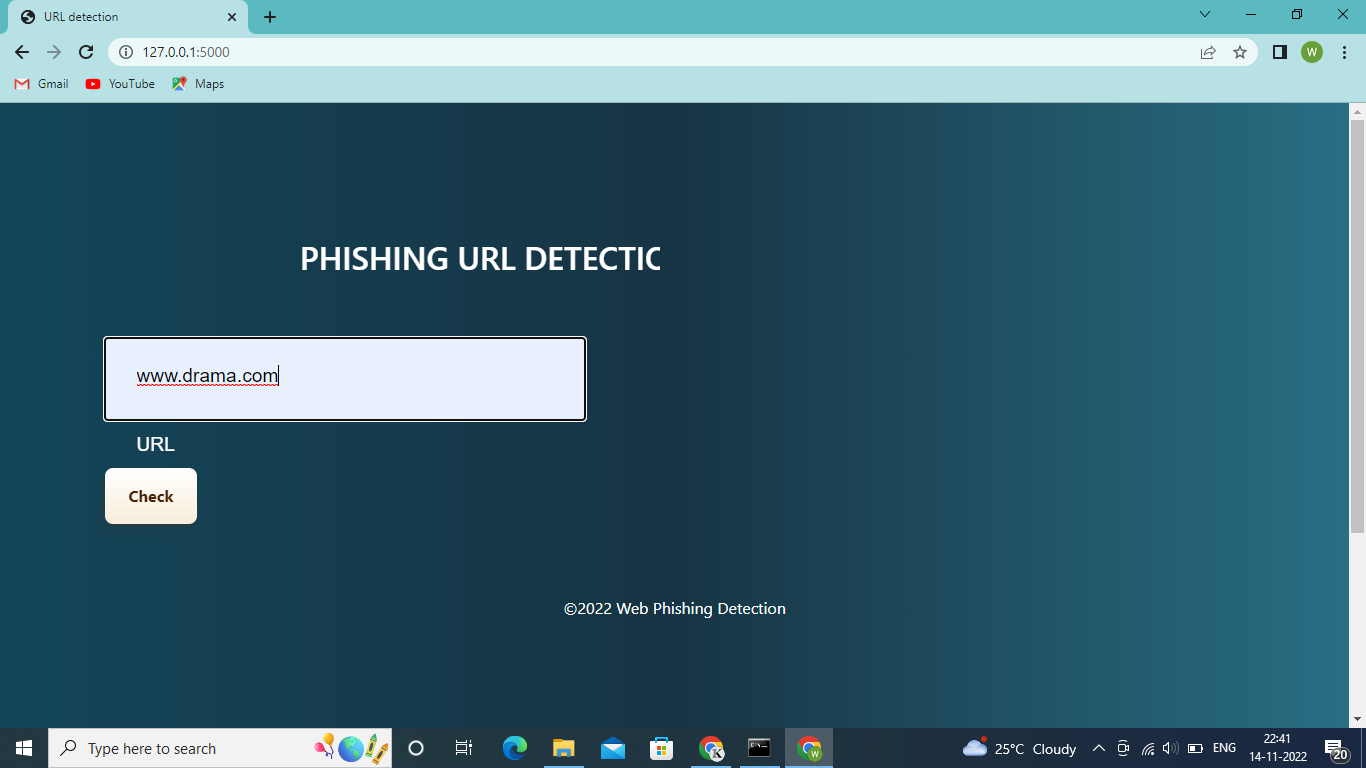 URL detection
127.0.0.1:5000
W
Gmail
YouTube
Maps
PHISHING URL DETECTIC
www.drama.com
URL
Check
©2022 Web Phishing Detection
Type here to search
K
W
25°C Cloudy
ENG
22:41
14-11-2022
20